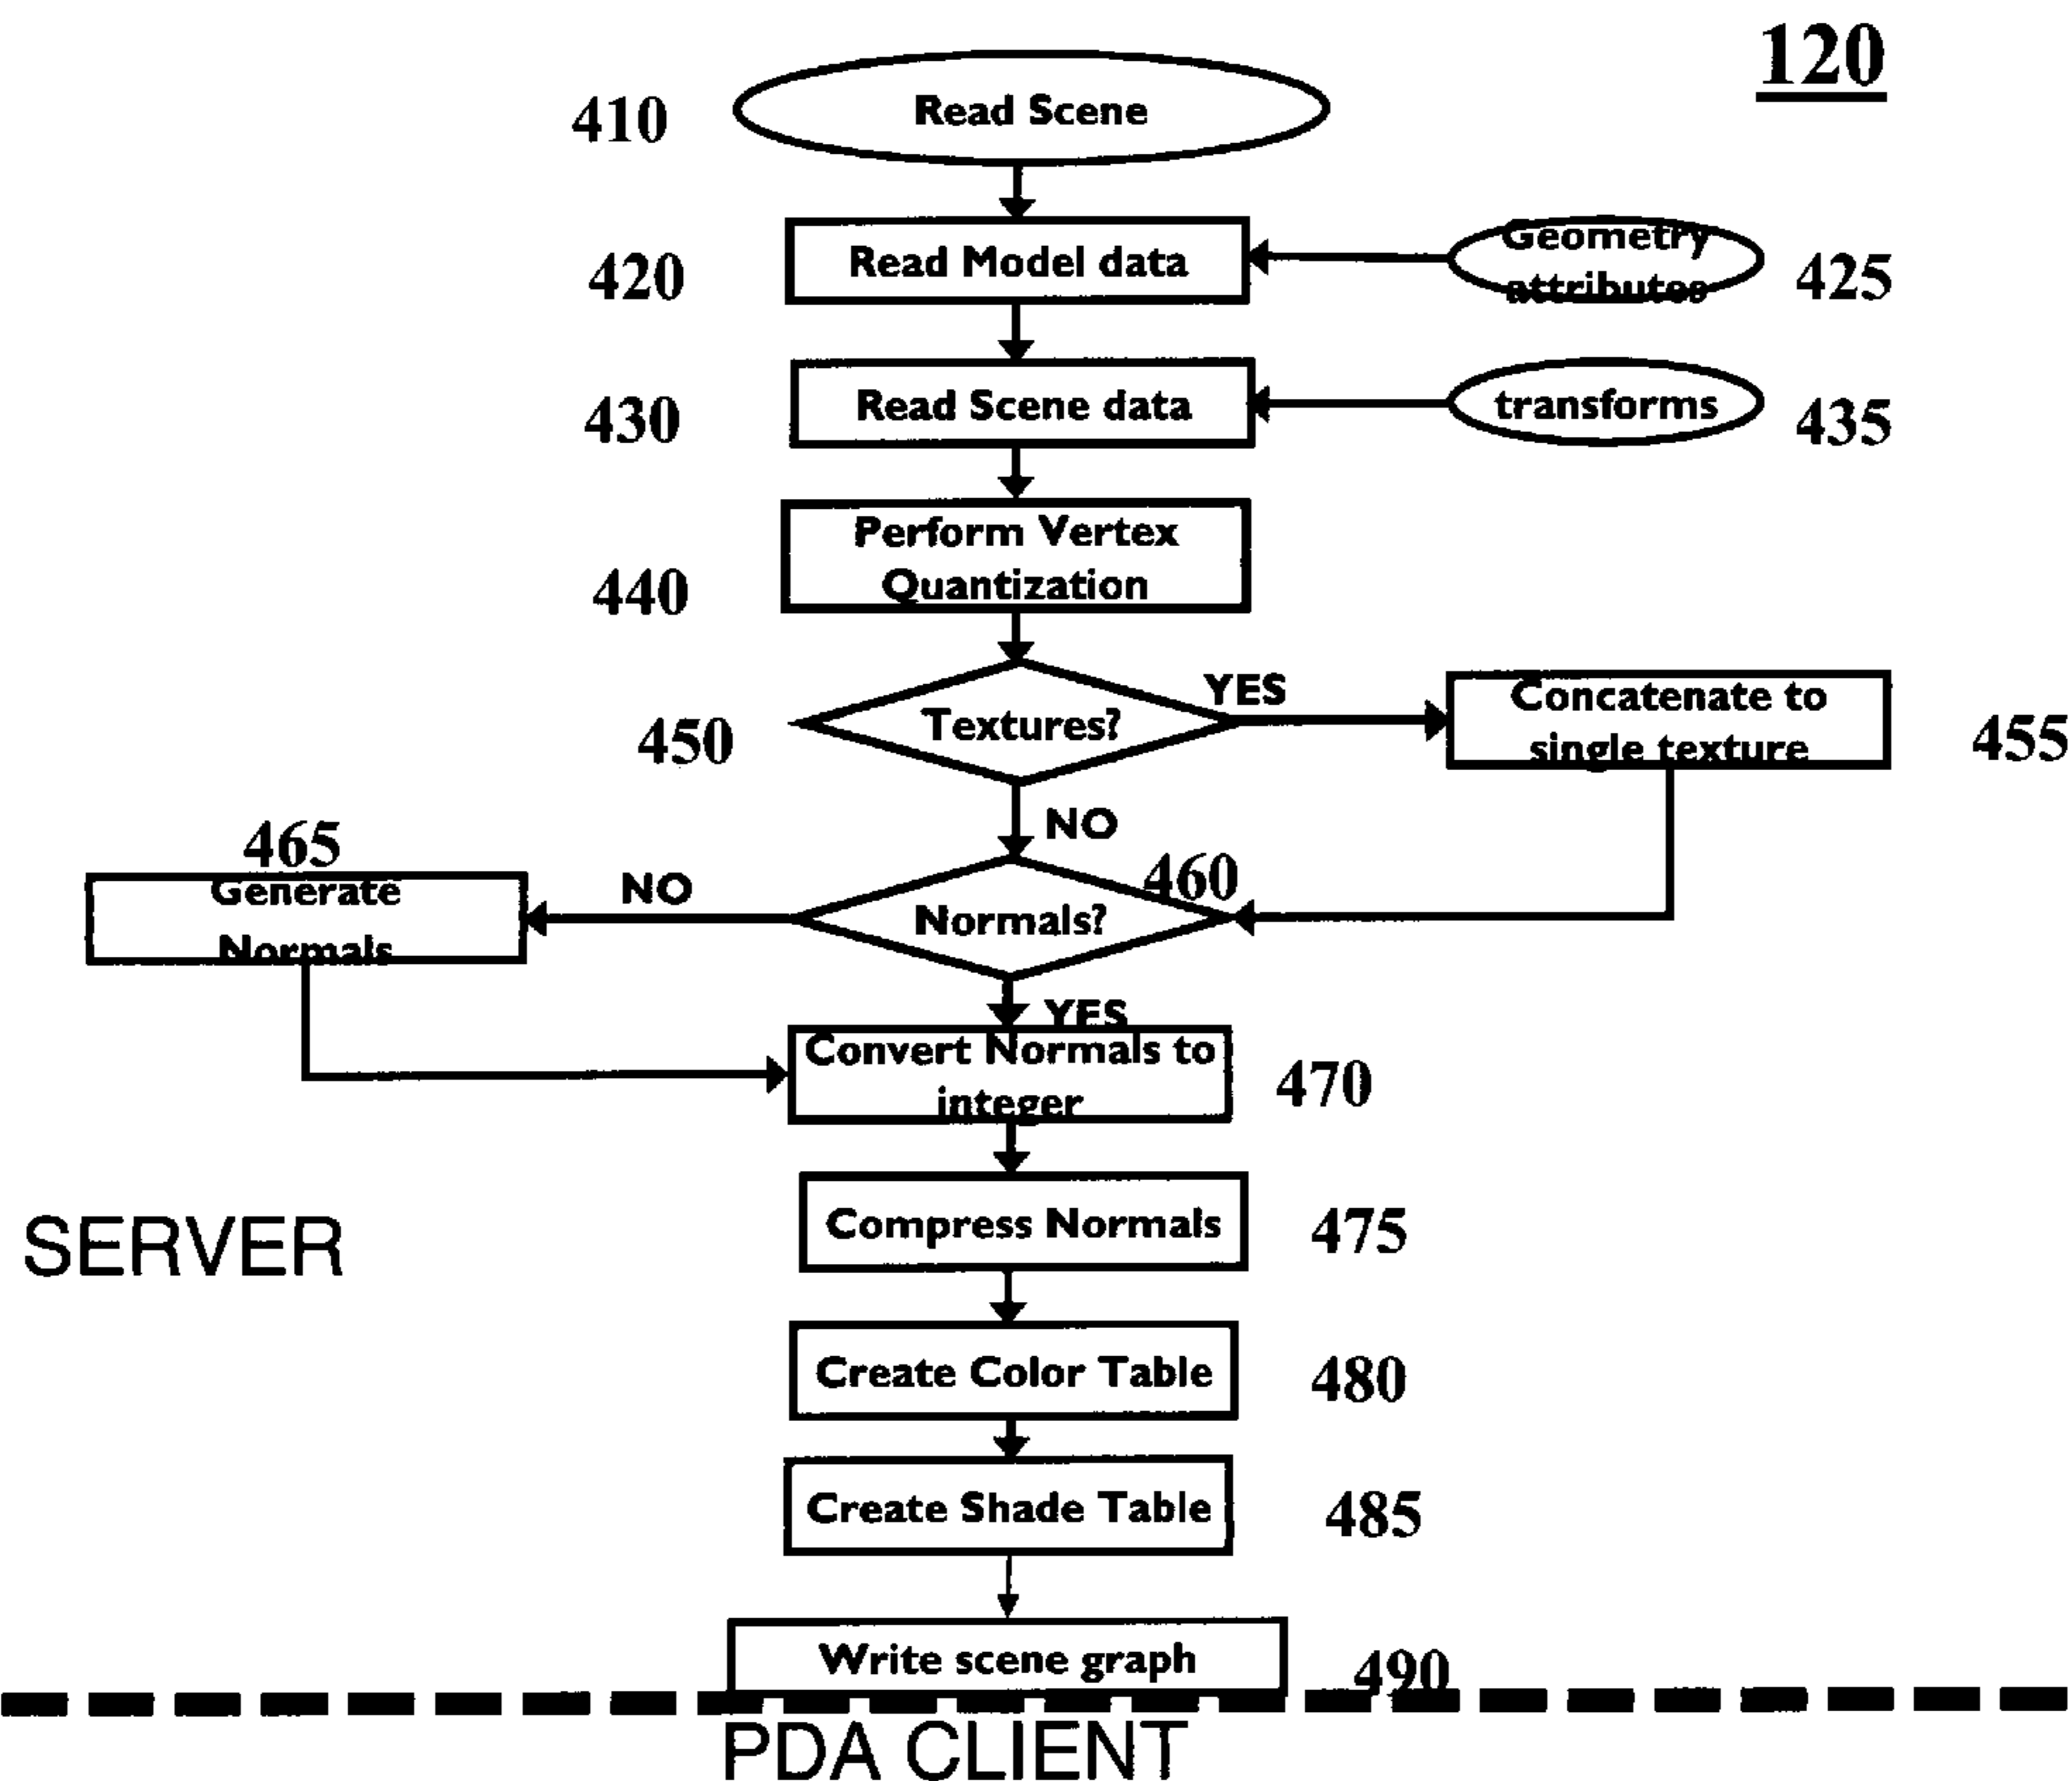 120
410
Read Scene
420
Read Model data
Geometry
attributes
425
430
Read Scene data
transforms
435
440
Perform Vertex
Quantization
450
Textures?
YES
Concatenate to
single texture
455
NO
465
Generate
Normals
NO
460
Normals?
YES
Convert Normals to
integer
470
Compress Normals
475
SERVER
Create Color Table
480
Create Shade Table
485
Write scene graph
490
PDA CLIENT